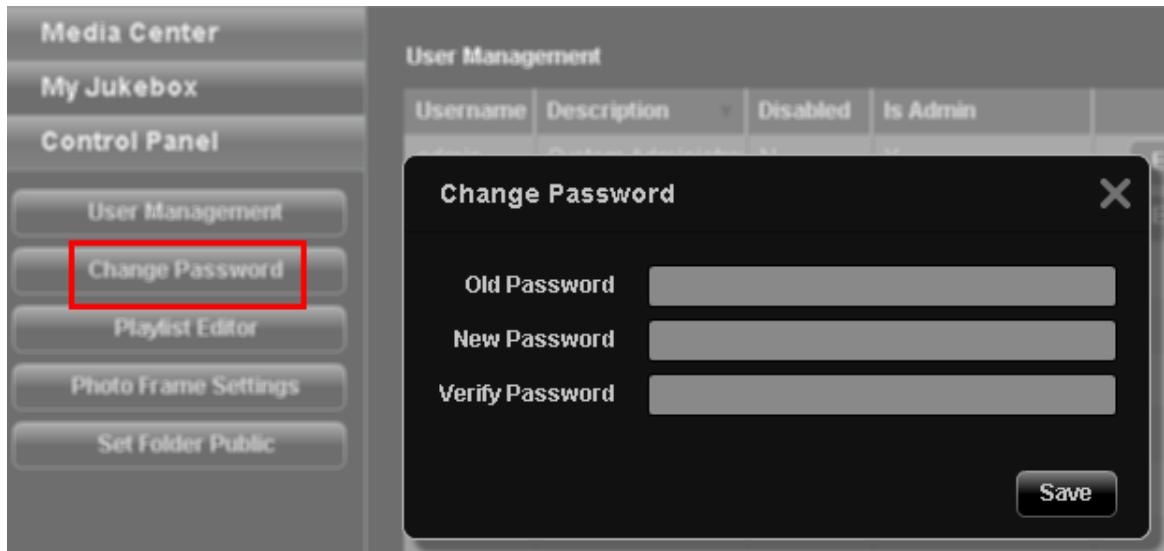 Media Center
My Jukebox
Control Panel
User Management
Change Password
Playlist Editor
Photo Frame Settings
Set Folder Public
User Management
Username Description Disabled Is Admin
Change Password
Old Password
New Password
Verify Password
Save